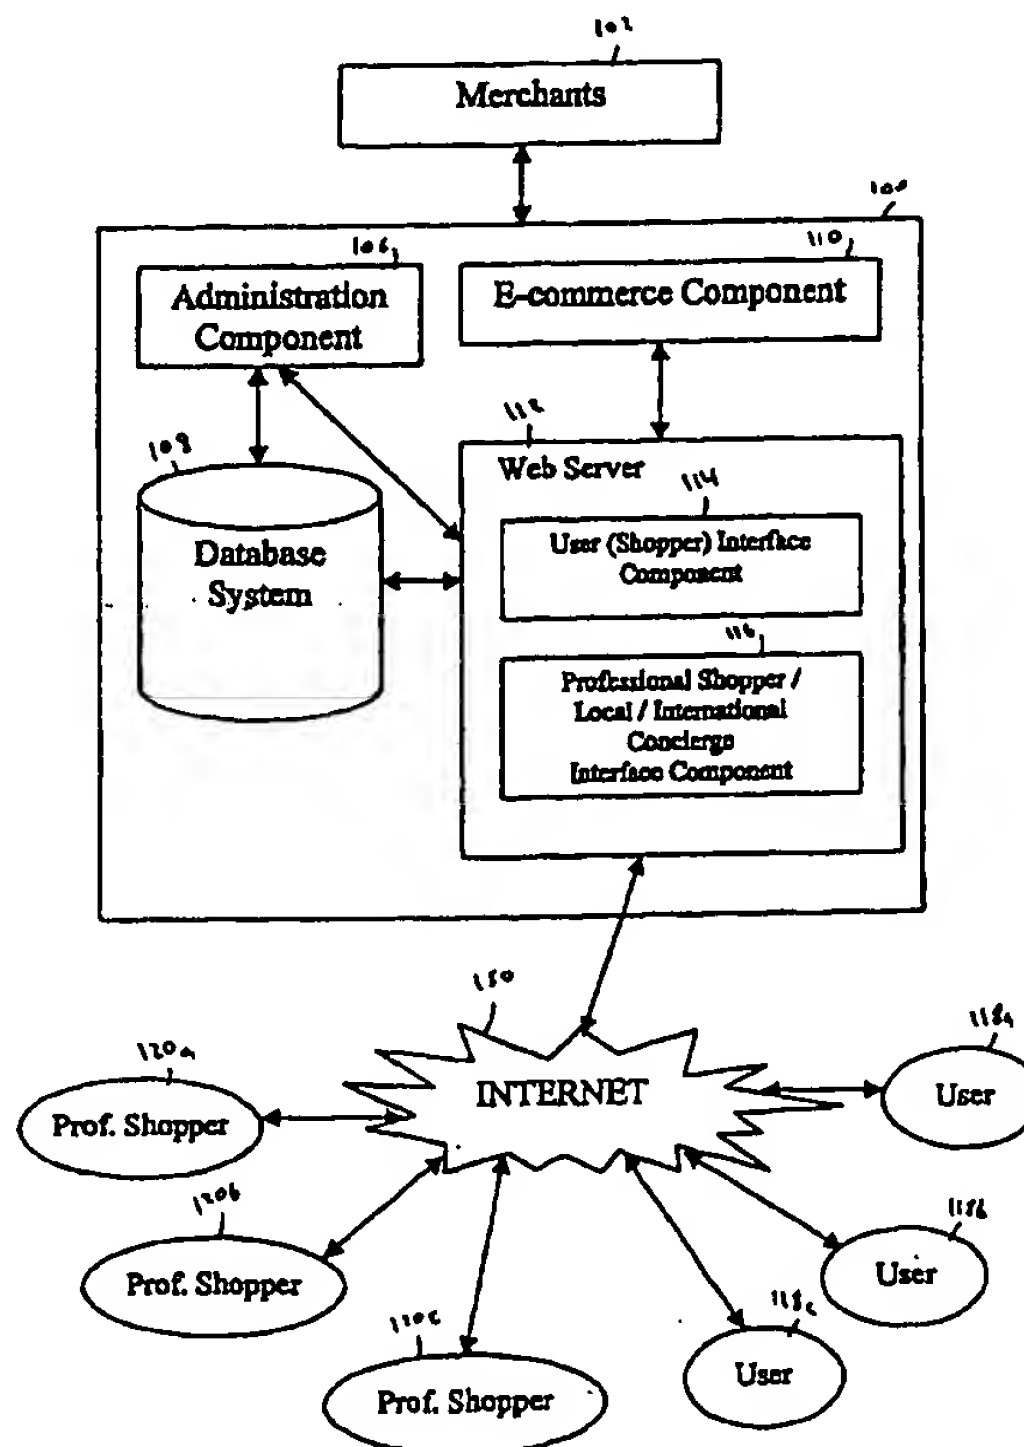 102
Merchants
100
106
110
Administration
Component
E-commerce Component
112
108
Web Server
114
Database
System
User (Shopper) Interface
Component
116
Professional Shopper /
Local / International
Concierge
Interface Component
150
120a
118a
INTERNET
User
Prof. Shopper
120b
118b
Prof. Shopper
User
118c
120c
User
Prof. Shopper